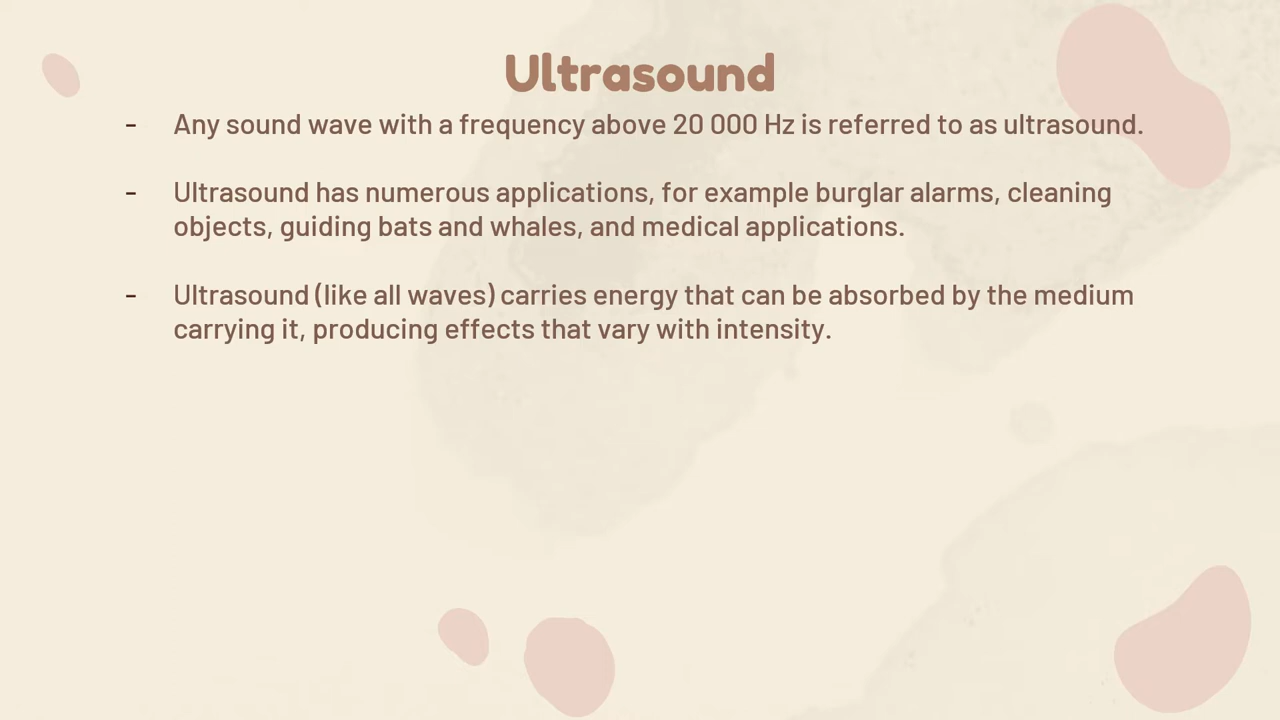 Ultrasound
- Any sound wave with a frequency above 20 000 Hz is referred to as ultrasound.
- Ultrasound has numerous applications, for example burglar alarms, cleaning
objects, guiding bats and whales, and medical applications.
- Ultrasound (like all waves) carries energy that can be absorbed by the medium
carrying it, producing effects that vary with intensity.